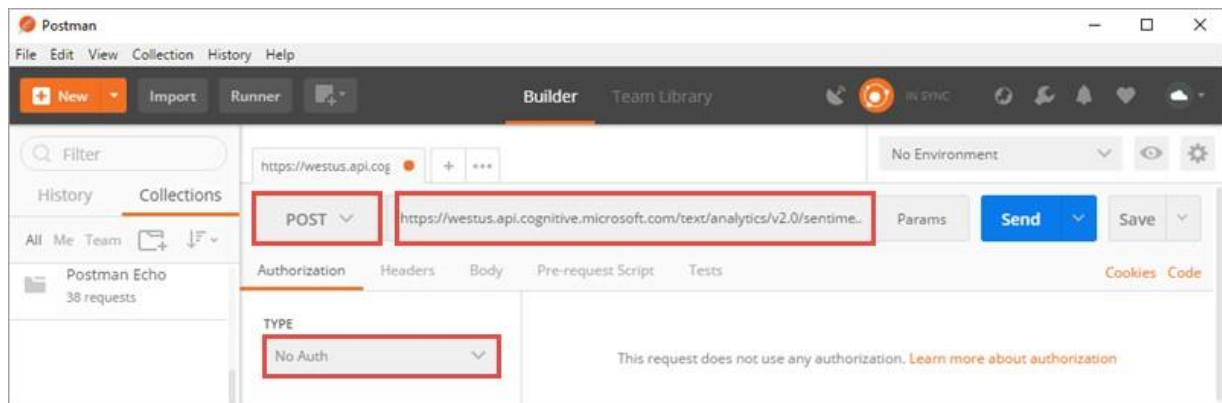 Postman
File Edit View Collection History Help
New Import Runner Builder Team Library IN SYNC
Filter
https://westus.api.cog + ••• No Environment
History Collections
POST https://westus.api.cognitive.microsoft.com/text/analytics/v2.0/sentime.. Params Send Save
All Me Team
Authorization Headers Body Pre-request Script Tests Cookies Code
Postman Echo
38 requests
TYPE
No Auth
This request does not use any authorization. Learn more about authorization